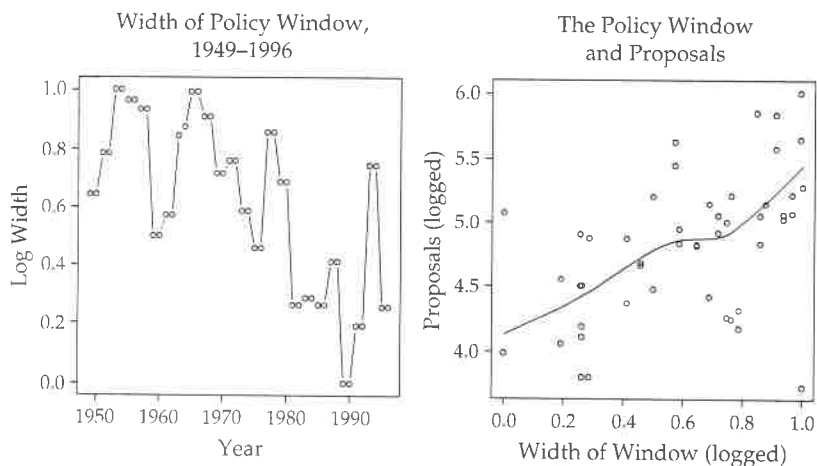 Width of Policy Window,
1949–1996
1.0
0.8
0.6
0.4
0.2
0.0
Log Width
1950 1960 1970 1980 1990
Year
The Policy Window
and Proposals
6.0
5.5
5.0
4.5
4.0
Proposals (logged)
0.0 0.2 0.4 0.6 0.8 1.0
Width of Window (logged)